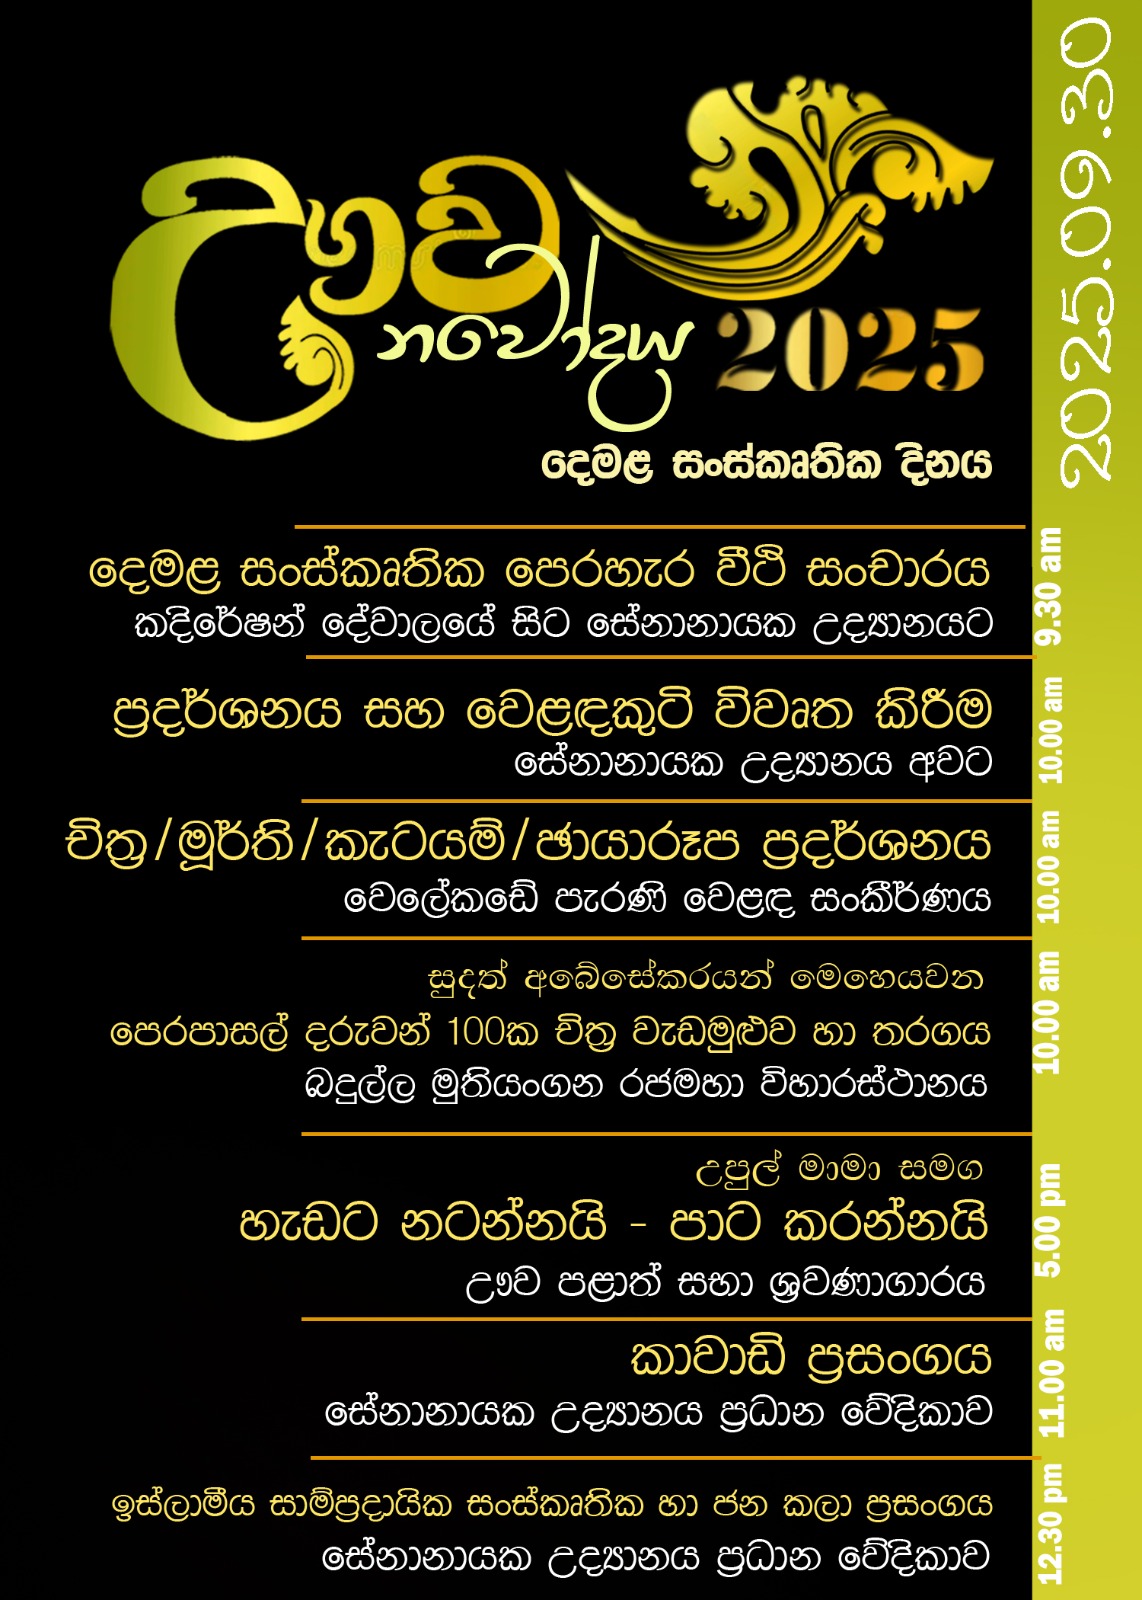 ඌව
නවෝදය 2025
දෙමළ සංස්කෘතික දිනය
2025.09.30
දෙමළ සංස්කෘතික පෙරහැර වීථි සංචාරය
කදිරේෂන් දේවාලයේ සිට සේනානායක උද්‍යානයට
9.30 am
ප්‍රදර්ශනය සහ වෙළඳකුටි විවෘත කිරීම
සේනානායක උද්‍යානය අවට
10.00 am
චිත්‍ර/මූර්ති/කැටයම්/ඡායාරූප ප්‍රදර්ශනය
වෙලේකඩේ පැරණි වෙළඳ සංකීර්ණය
10.00 am
සුදත් අබේසේකරයන් මෙහෙයවන
පෙරපාසල් දරුවන් 100ක චිත්‍ර වැඩමුළුව හා තරගය
බදුල්ල මුතියංගන රජමහා විහාරස්ථානය
10.00 am
උපුල් මාමා සමග
හැඩට නටන්නයි - පාට කරන්නයි
ඌව පළාත් සභා ශ්‍රවණාගාරය
5.00 pm
කාවාඩි ප්‍රසංගය
සේනානායක උද්‍යානය ප්‍රධාන වේදිකාව
11.00 am
ඉස්ලාමීය සාම්ප්‍රදායික සංස්කෘතික හා ජන කලා ප්‍රසංගය
සේනානායක උද්‍යානය ප්‍රධාන වේදිකාව
12.30 pm